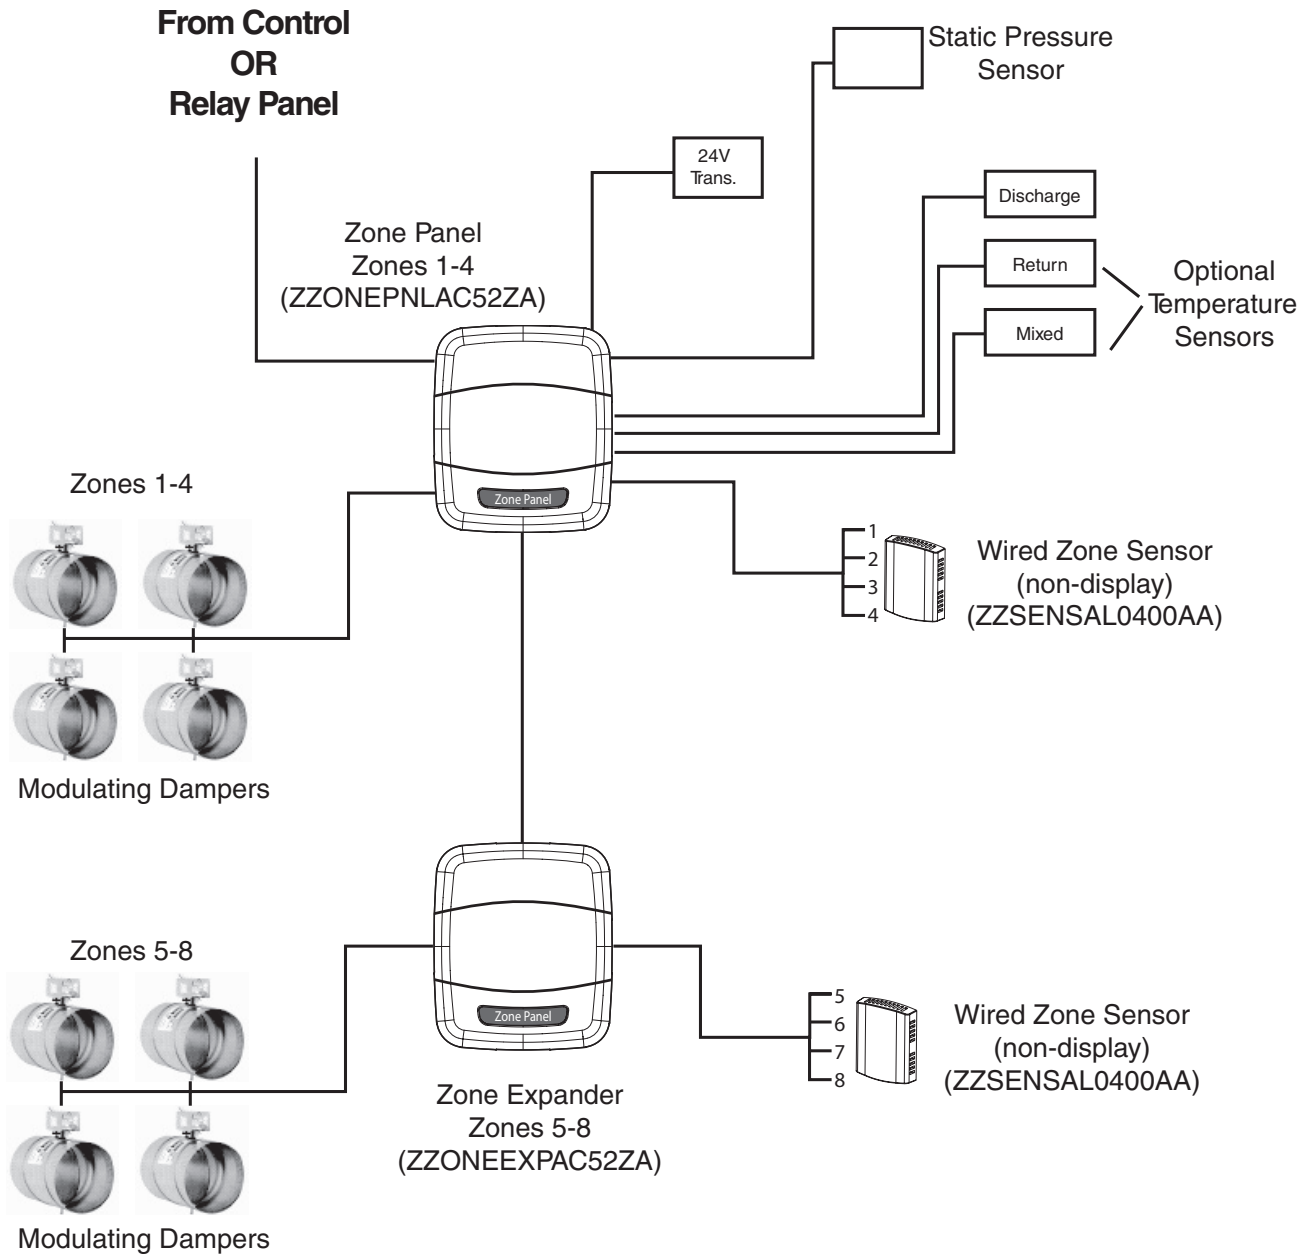 From Control
OR
Relay Panel
Static Pressure
Sensor
24V
Trans.
Discharge
Return
Mixed
Optional
Temperature
Sensors
Zone Panel
Zones 1-4
(ZZONEPNLAC52ZA)
Zone Panel
Zones 1-4
Modulating Dampers
1
2
3
4
Wired Zone Sensor
(non-display)
(ZZSENSAL0400AA)
Zones 5-8
Modulating Dampers
Zone Panel
Zone Expander
Zones 5-8
(ZZONEEXPAC52ZA)
5
6
7
8
Wired Zone Sensor
(non-display)
(ZZSENSAL0400AA)